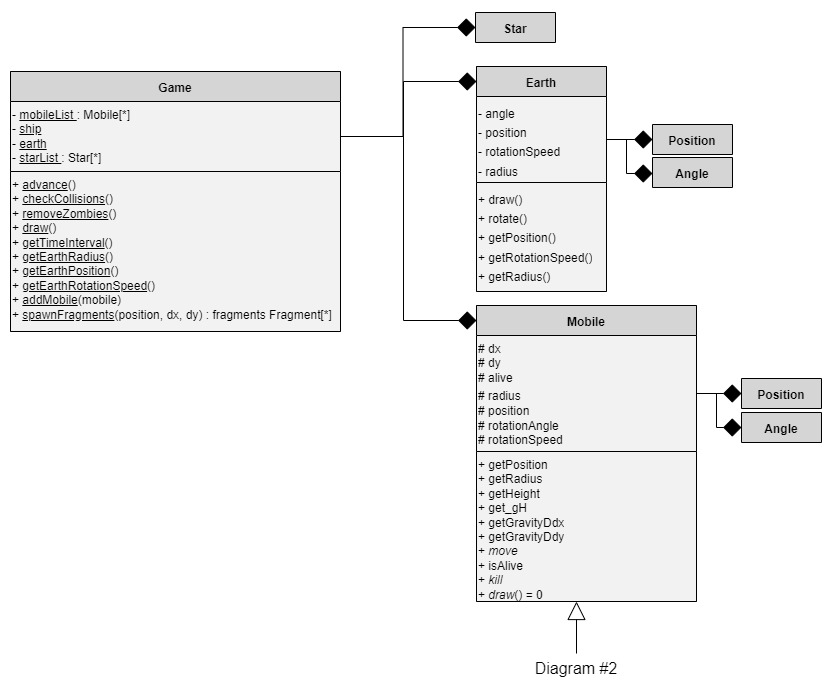 Game
- mobileList : Mobile[*]
- ship
- earth
- starList : Star[*]
+ advance()
+ checkCollisions()
+ removeZombies()
+ draw()
+ getTimeInterval()
+ getEarthRadius()
+ getEarthPosition()
+ getEarthRotationSpeed()
+ addMobile(mobile)
+ spawnFragments(position, dx, dy) : fragments Fragment[*]
Star
Earth
- angle
- position
- rotationSpeed
- radius
+ draw()
+ rotate()
+ getPosition()
+ getRotationSpeed()
+ getRadius()
Position
Angle
Mobile
# dx
# dy
# alive
# radius
# position
# rotationAngle
# rotationSpeed
+ getPosition
+ getRadius
+ getHeight
+ get_gH
+ getGravityDdx
+ getGravityDdy
+ move
+ isAlive
+ kill
+ draw() = 0
Position
Angle
Diagram #2